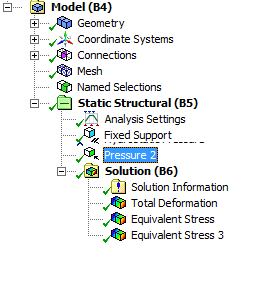 Model (B4)
Geometry
Coordinate Systems
Connections
Mesh
Named Selections
Static Structural (B5)
Analysis Settings
Fixed Support
Pressure 2
Solution (B6)
Solution Information
Total Deformation
Equivalent Stress
Equivalent Stress 3